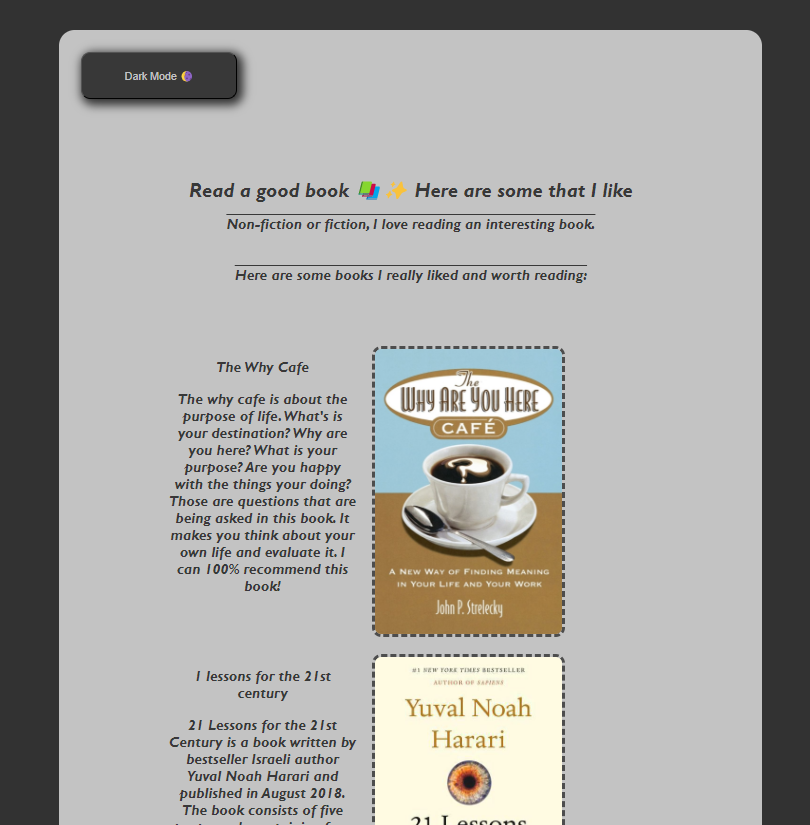 Dark Mode
Read a good book 📚✨ Here are some that I like
Non-fiction or fiction, I love reading an interesting book.
Here are some books I really liked and worth reading:
The Why Cafe
The why cafe is about the
purpose of life. What's is
your destination? Why are
you here? What is your
purpose? Are you happy
with the things your doing?
Those are questions that are
being asked in this book. It
makes you think about your
own life and evaluate it. I
can 100% recommend this
book!
The
WHY ARE YOU HERE
CAFÉ
A NEW WAY OF FINDING MEANING
IN YOUR LIFE AND YOUR WORK
John P. Strelecky
1 lessons for the 21st
century
21 Lessons for the 21st
Century is a book written by
bestseller Israeli author
Yuval Noah Harari and
published in August 2018.
The book consists of five
#1 NEW YORK TIMES BESTSELLER
AUTHOR OF SAPIENS
Yuval Noah
Harari
21 Lessons